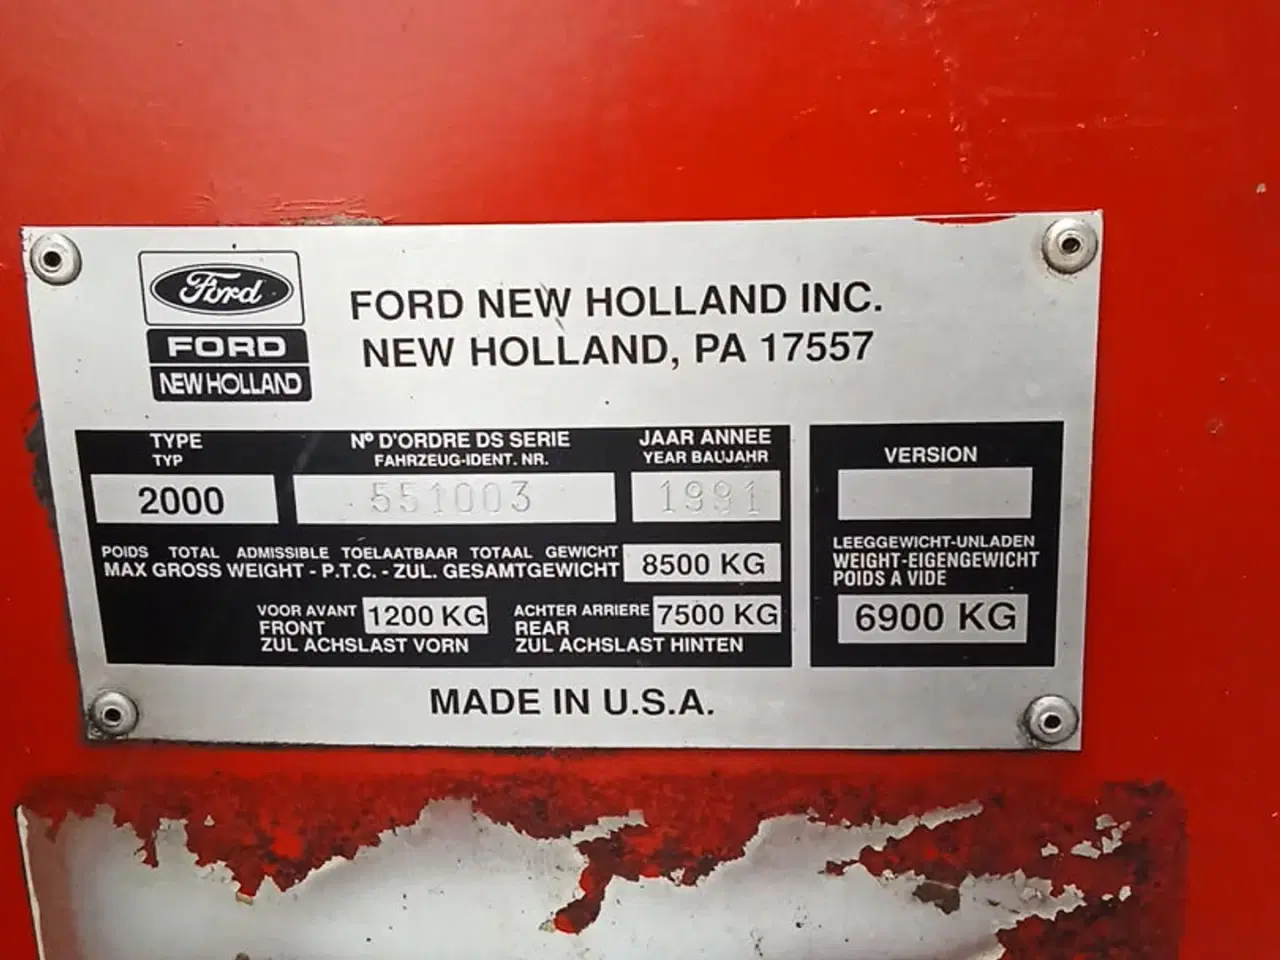 Ford
FORD
NEW HOLLAND
FORD NEW HOLLAND INC.
NEW HOLLAND, PA 17557
TYPE
TYP
2000
Nº D'ORDRE DS SERIE
FAHRZEUG-IDENT. NR.
551003
JAAR ANNEE
YEAR BAUJAHR
1991
POIDS TOTAL ADMISSIBLE TOELAATBAAR TOTAAL GEWICHT
MAX GROSS WEIGHT - P.T.C. - ZUL. GESAMTGEWICHT
8500 KG
VOOR AVANT
FRONT
ZUL ACHSLAST VORN
1200 KG
ACHTER ARRIERE
REAR
ZUL ACHSLAST HINTEN
7500 KG
VERSION
LEEGGEWICHT-UNLADEN
WEIGHT-EIGENGEWICHT
POIDS A VIDE
6900 KG
MADE IN U.S.A.